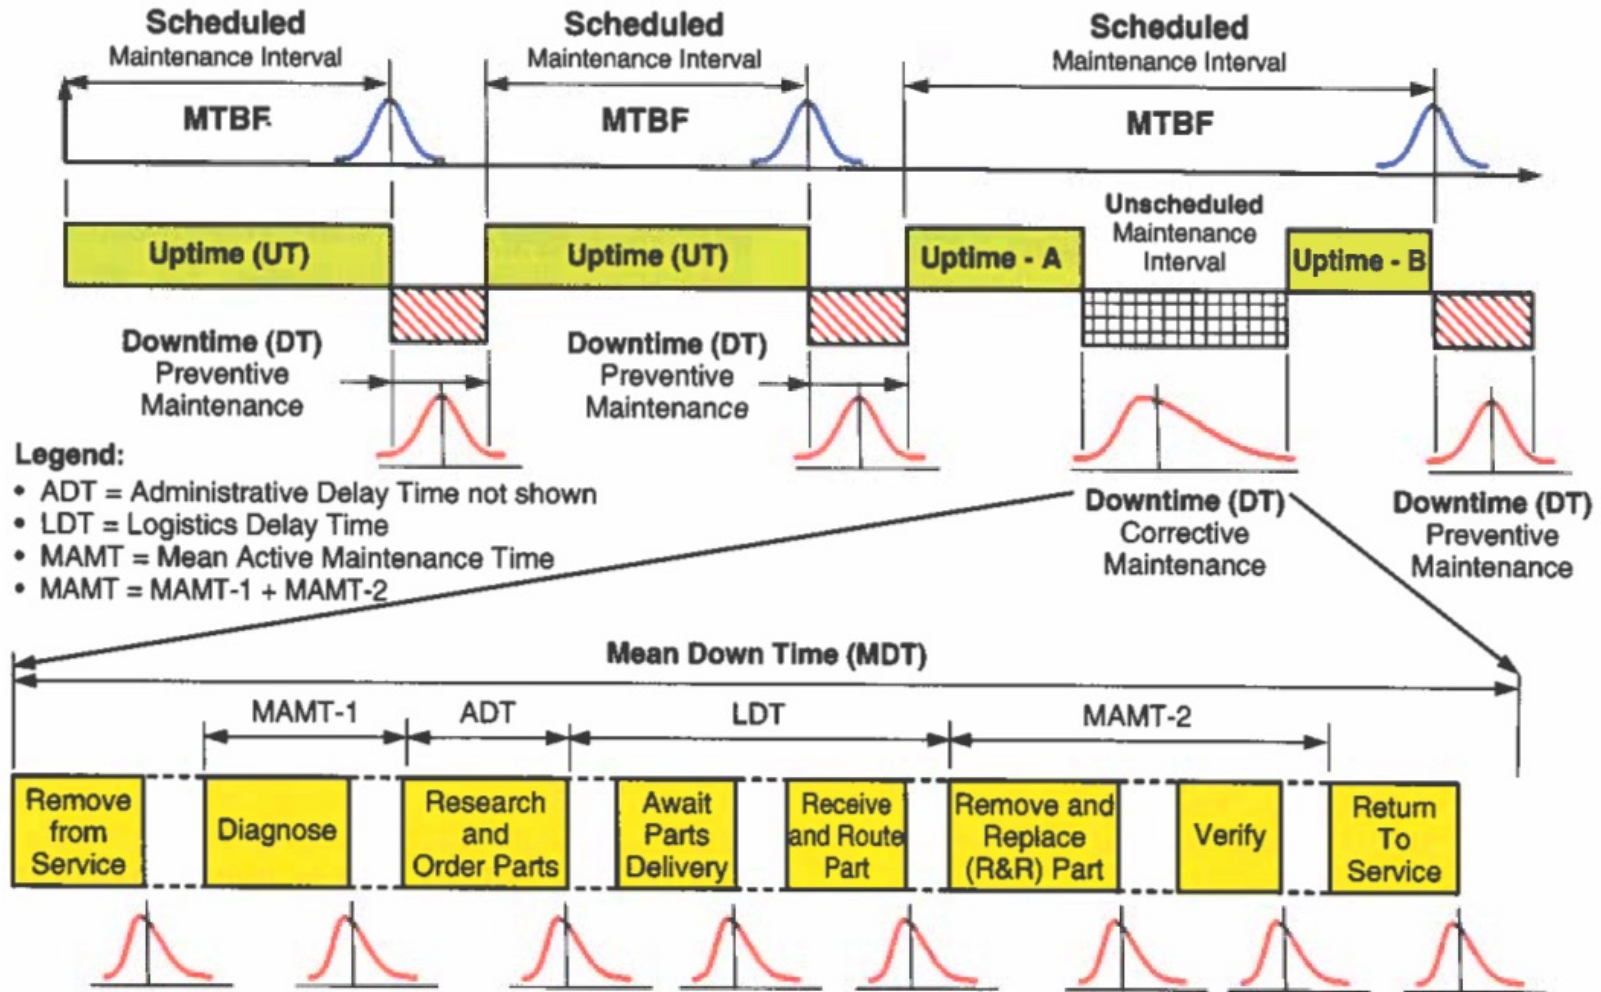 Scheduled
Maintenance Interval
Scheduled
Maintenance Interval
Scheduled
Maintenance Interval
MTBF
MTBF
MTBF
Unscheduled
Maintenance
Interval
Uptime (UT)
Uptime (UT)
Uptime - A
Uptime - B
Downtime (DT)
Preventive
Maintenance
Downtime (DT)
Preventive
Maintenance
Legend:
• ADT = Administrative Delay Time not shown
• LDT = Logistics Delay Time
• MAMT = Mean Active Maintenance Time
• MAMT = MAMT-1 + MAMT-2
Downtime (DT)
Corrective
Maintenance
Downtime (DT)
Preventive
Maintenance
Mean Down Time (MDT)
MAMT-1
ADT
LDT
MAMT-2
Remove
from
Service
Diagnose
Research
and
Order Parts
Await
Parts
Delivery
Receive
and Route
Part
Remove and
Replace
(R&R) Part
Verify
Return
To
Service